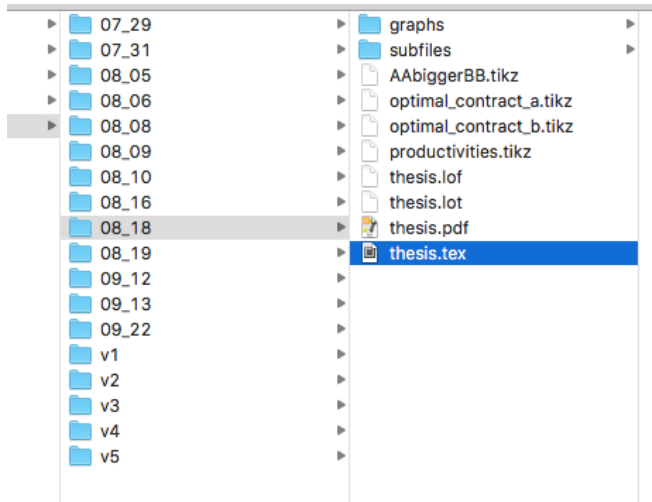 07_29
07_31
08_05
08_06
08_08
08_09
08_10
08_16
08_18
08_19
09_12
09_13
09_22
v1
v2
v3
v4
v5
graphs
subfiles
AAbiggerBB.tikz
optimal_contract_a.tikz
optimal_contract_b.tikz
productivities.tikz
thesis.lof
thesis.lot
thesis.pdf
thesis.tex